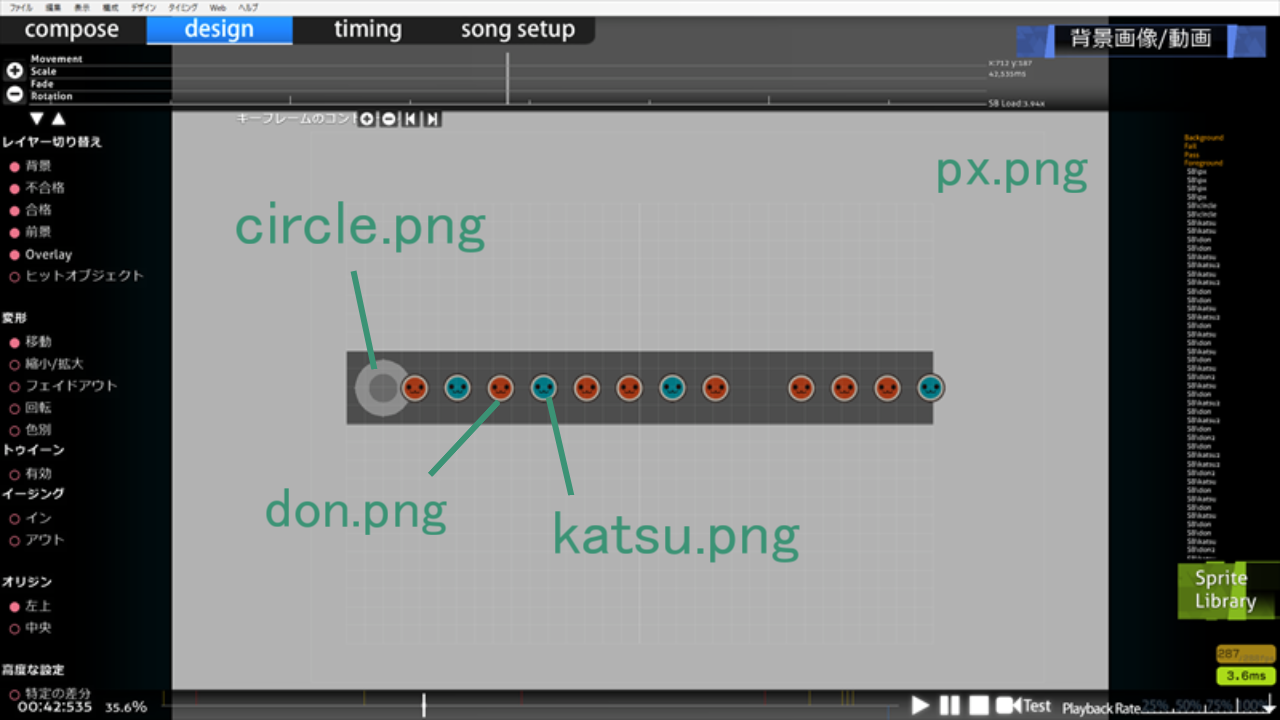 ファイル 編集 表示 構成 デザイン タイミング Web ヘルプ
compose design timing song setup
背景画像/動画
Movement
Scale
Fade
Rotation
x:712 y:387
42,535ms
SB Load:3.94x
キーフレームのコント
レイヤー切り替え
背景
不合格
合格
前景
Overlay
ヒットオブジェクト
変形
移動
縮小/拡大
フェイドアウト
回転
色別
トゥイーン
有効
イージング
イン
アウト
オリジン
左上
中央
高度な設定
特定の差分
circle.png
px.png
don.png
katsu.png
Background
Fail
Pass
Foreground
SB\px
SB\px
SB\px
SB\px
SB\circle
SB\circle
SB\katsu
SB\katsu
SB\don
SB\don
SB\katsu
SB\katsu2
SB\katsu
SB\katsu2
SB\don
SB\don
SB\katsu
SB\katsu2
SB\don
SB\katsu
SB\don
SB\katsu
SB\don
SB\katsu
SB\don2
SB\katsu
SB\don
SB\katsu2
SB\don
SB\katsu2
SB\don
SB\don2
SB\don
SB\katsu2
SB\katsu2
SB\don2
SB\katsu
SB\don
SB\katsu
SB\don
SB\katsu
SB\don
SB\don
SB\katsu
SB\don2
Sprite
Library
287
3.6ms
00:42:535 35.6%
Test
Playback Rate 25% 50% 75% 100%